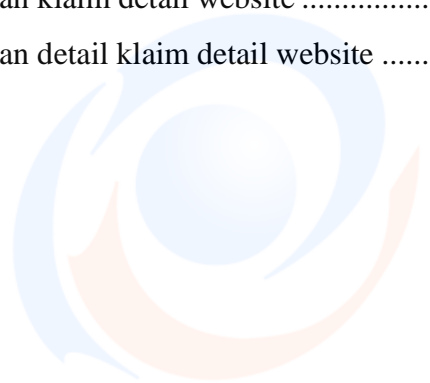 an klaim detail website ................
an detail klaim detail website ......